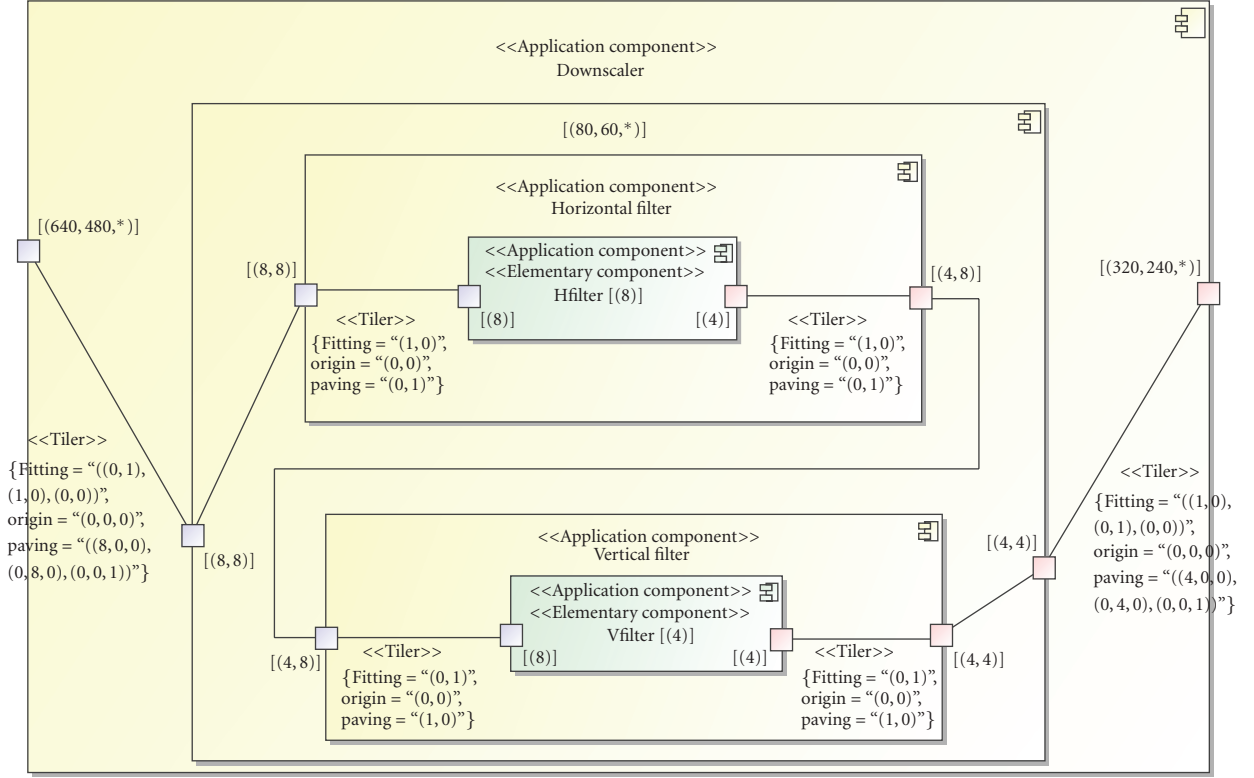 <<Application component>>
Downscaler
[(80, 60,*)]
<<Application component>>
Horizontal filter
[(640, 480,*)]
<<Application component>>
<<Elementary component>>
Hfilter [(8)]
[(8)]
[(4)]
[(8, 8)]
[(4, 8)]
[(320, 240,*)]
<<Tiler>>
{Fitting = “(1, 0)”,
origin = “(0, 0)”,
paving = “(0, 1)”}
<<Tiler>>
{Fitting = “(1, 0)”,
origin = “(0, 0)”,
paving = “(0, 1)”}
<<Tiler>>
{Fitting = “((0, 1),
(1, 0), (0, 0))”,
origin = “(0, 0, 0)”,
paving = “((8, 0, 0),
(0, 8, 0), (0, 0, 1))”}
[(8, 8)]
<<Tiler>>
{Fitting = “((1, 0),
(0, 1), (0, 0))”,
origin = “(0, 0, 0)”,
paving = “((4, 0, 0),
(0, 4, 0), (0, 0, 1))”}
[(4, 4)]
<<Application component>>
Vertical filter
<<Application component>>
<<Elementary component>>
Vfilter [(4)]
[(8)]
[(4)]
[(4, 8)]
[(4, 4)]
<<Tiler>>
{Fitting = “(0, 1)”,
origin = “(0, 0)”,
paving = “(1, 0)”}
<<Tiler>>
{Fitting = “(0, 1)”,
origin = “(0, 0)”,
paving = “(1, 0)”}